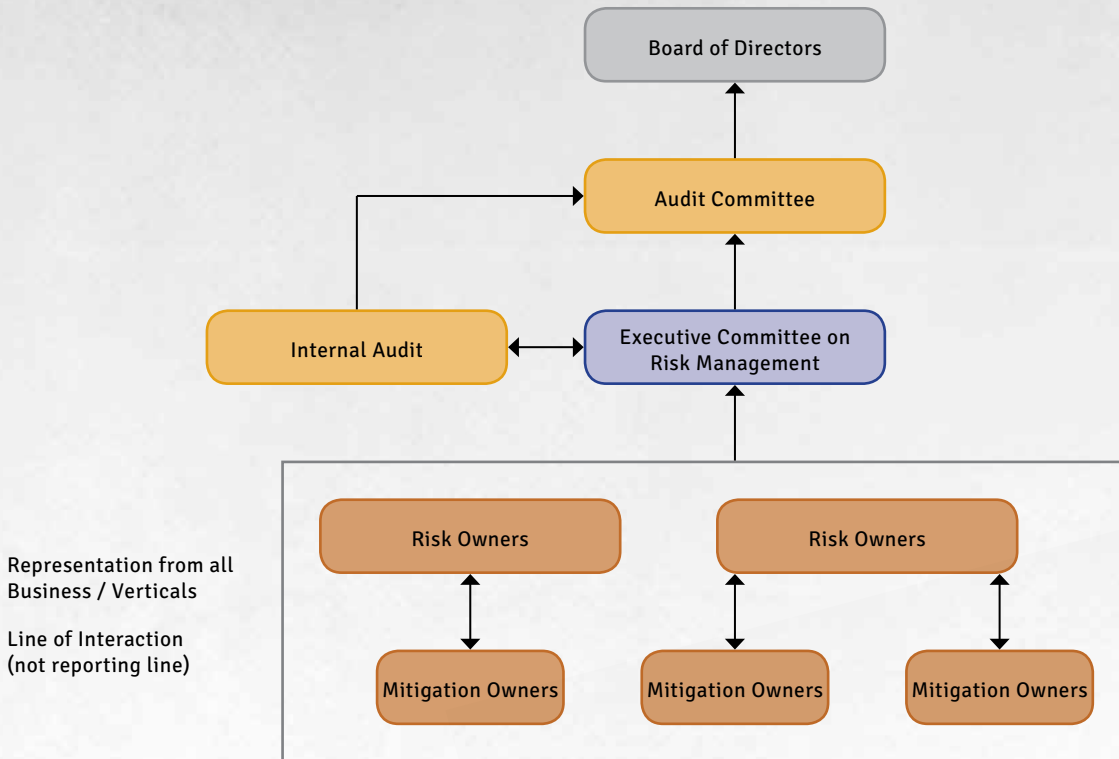 Board of Directors
Audit Committee
Internal Audit
Executive Committee on
Risk Management
Risk Owners
Risk Owners
Representation from all
Business / Verticals
Line of Interaction
(not reporting line)
Mitigation Owners
Mitigation Owners
Mitigation Owners